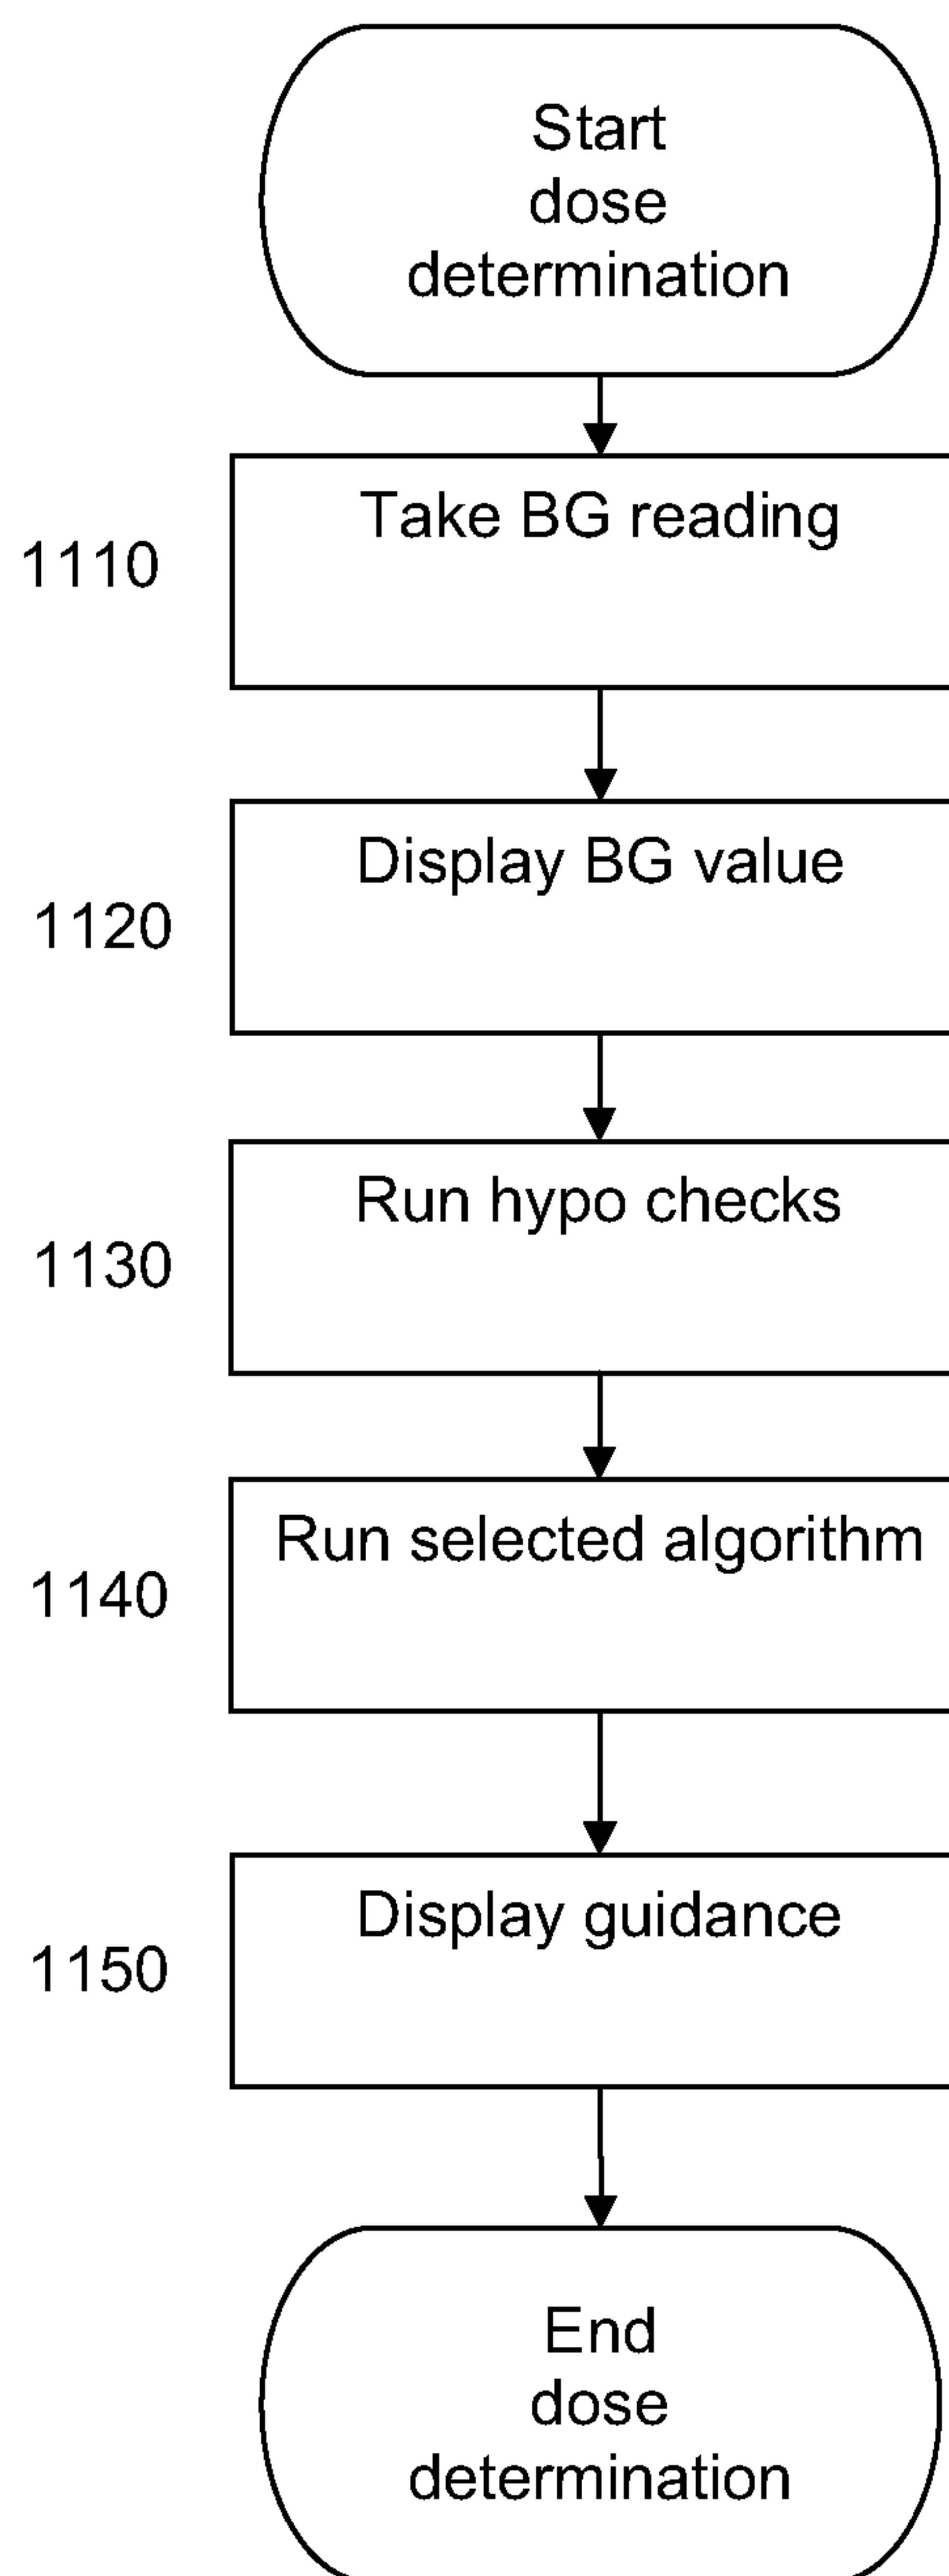 Start
dose
determination
Take BG reading
1110
Display BG value
1120
Run hypo checks
1130
Run selected algorithm
1140
Display guidance
1150
End
dose
determination